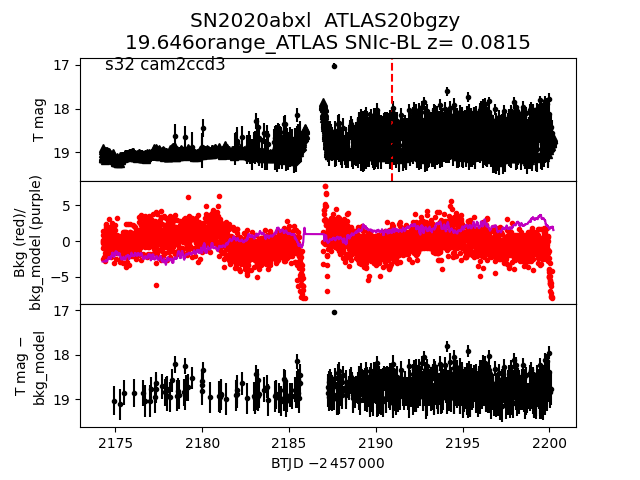 SN2020abxl  ATLAS20bgzy
19.646orange_ATLAS SNIc-BL z= 0.0815
s32 cam2ccd3
17
18
19
T mag
5
0
−5
Bkg (red)/
bkg_model (purple)
17
18
19
T mag −
bkg_model
2175 2180 2185 2190 2195 2200
BTJD −2 457 000